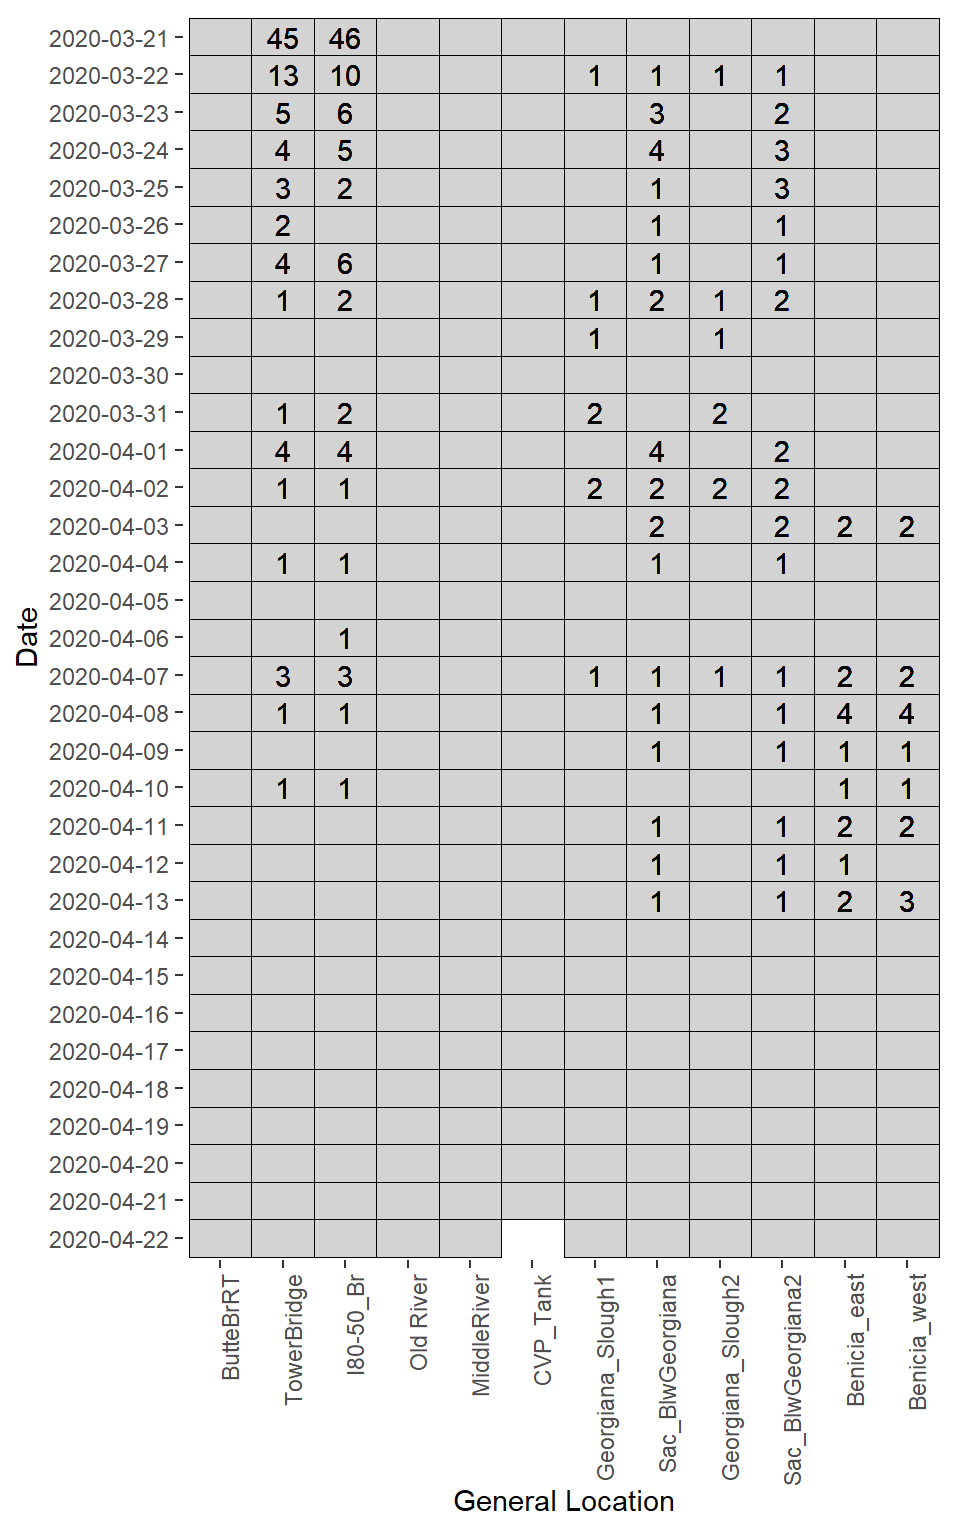 2020-03-21 45 46
2020-03-22 13 10 1 1 1 1
2020-03-23 5 6 3 2
2020-03-24 4 5 4 3
2020-03-25 3 2 1 3
2020-03-26 2 1 1
2020-03-27 4 6 1 1
2020-03-28 1 2 1 2 1 2
2020-03-29 1 1
2020-03-30
2020-03-31 1 2 2 2
2020-04-01 4 4 4 2
2020-04-02 1 1 2 2 2 2
2020-04-03 2 2 2 2
2020-04-04 1 1 1 1
2020-04-05
2020-04-06 1
2020-04-07 3 3 1 1 1 1 2 2
2020-04-08 1 1 1 1 4 4
2020-04-09 1 1 1 1
2020-04-10 1 1 1 1
2020-04-11 1 1 2 2
2020-04-12 1 1 1
2020-04-13 1 1 2 3
2020-04-14
2020-04-15
2020-04-16
2020-04-17
2020-04-18
2020-04-19
2020-04-20
2020-04-21
2020-04-22
Date
ButteBrRT
TowerBridge
I80-50_Br
Old River
MiddleRiver
CVP_Tank
Georgiana_Slough1
Sac_BlwGeorgiana
Georgiana_Slough2
Sac_BlwGeorgiana2
Benicia_east
Benicia_west
General Location